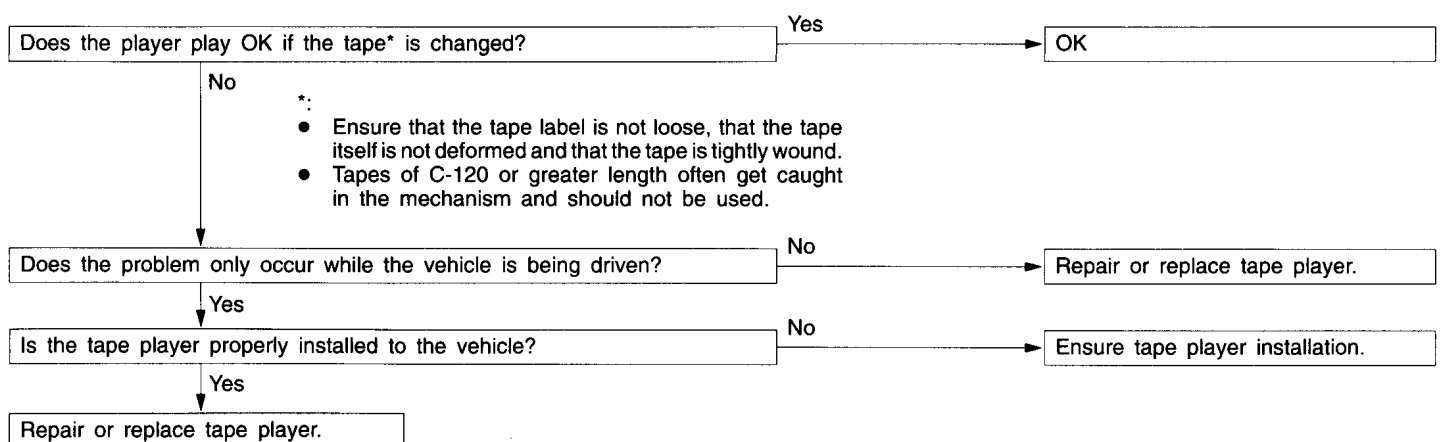 Does the player play OK if the tape* is changed?
Yes
OK
No
*:
● Ensure that the tape label is not loose, that the tape
itself is not deformed and that the tape is tightly wound.
● Tapes of C-120 or greater length often get caught
in the mechanism and should not be used.
Does the problem only occur while the vehicle is being driven?
No
Repair or replace tape player.
Yes
Is the tape player properly installed to the vehicle?
No
Ensure tape player installation.
Yes
Repair or replace tape player.